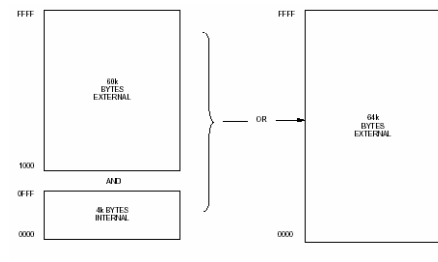 FFFF
60k
BYTES
EXTERNAL
1000
AND
0FFF
4k BYTES
INTERNAL
0000
OR
FFFF
64k
BYTES
EXTERNAL
0000